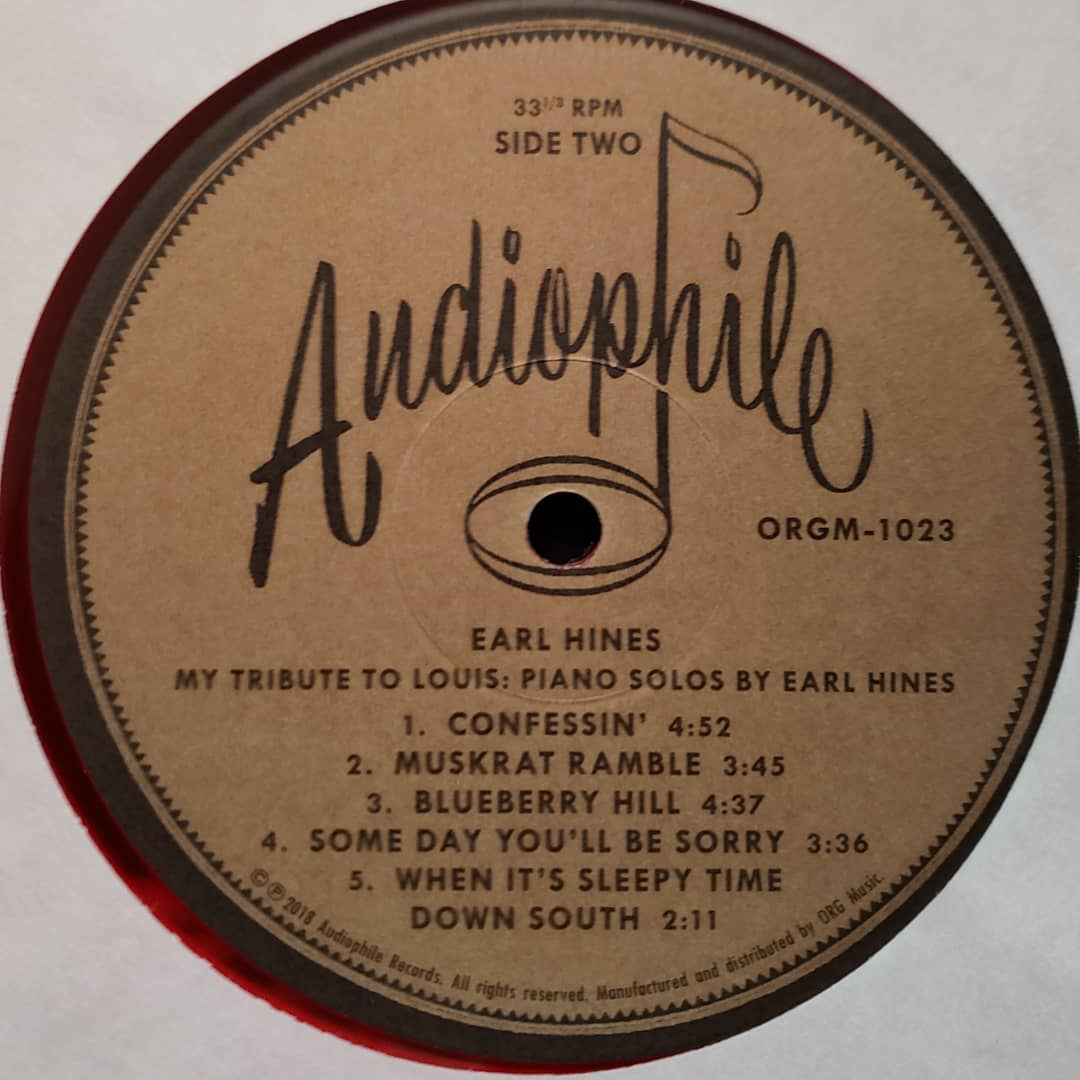 33 1/3 RPM
SIDE TWO
Audiophile
ORGM-1023
EARL HINES
MY TRIBUTE TO LOUIS: PIANO SOLOS BY EARL HINES
1. CONFESSIN' 4:52
2. MUSKRAT RAMBLE 3:45
3. BLUEBERRY HILL 4:37
4. SOME DAY YOU'LL BE SORRY 3:36
5. WHEN IT'S SLEEPY TIME
DOWN SOUTH 2:11
©℗ 2018 Audiophile Records. All rights reserved. Manufactured and distributed by ORG Music.